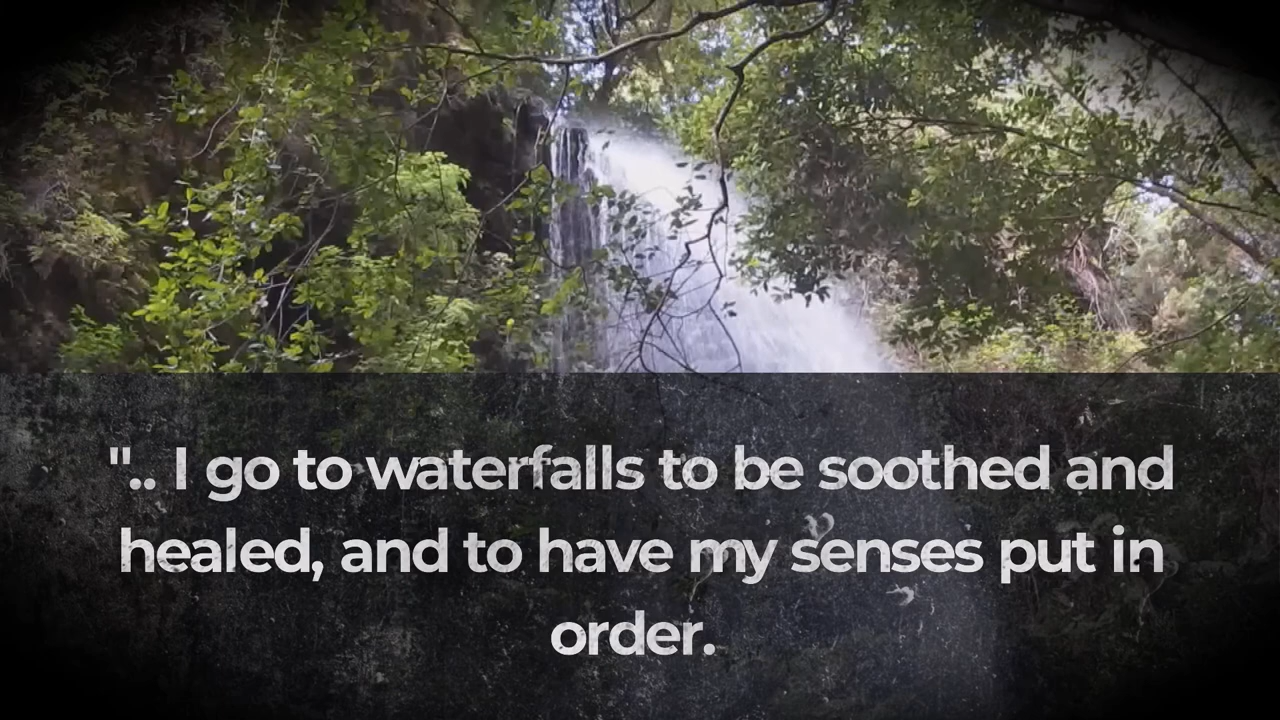 ".. I go to waterfalls to be soothed and
healed, and to have my senses put in
order.